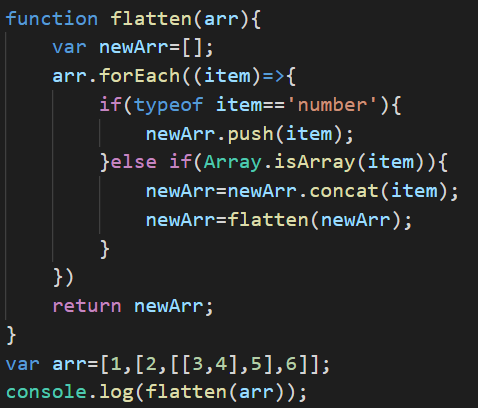 function flatten(arr){
    var newArr=[];
    arr.forEach((item)=>{
        if(typeof item=='number'){
            newArr.push(item);
        }else if(Array.isArray(item)){
            newArr=newArr.concat(item);
            newArr=flatten(newArr);
        }
    })
    return newArr;
}
var arr=[1,[2,[[3,4],5],6]];
console.log(flatten(arr));